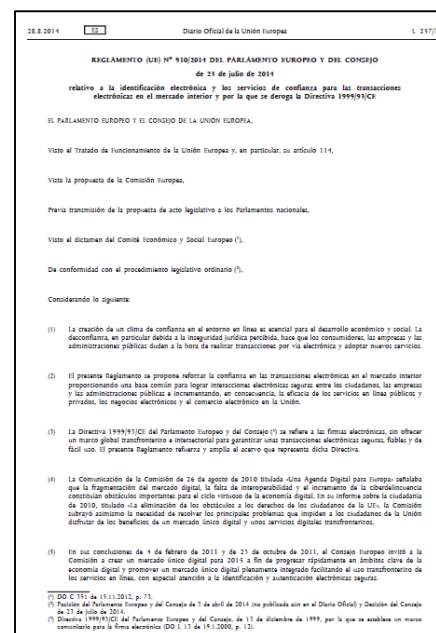 28.8.2014 ES Diario Oficial de la Unión Europea L 257/
REGLAMENTO (UE) Nº 910/2014 DEL PARLAMENTO EUROPEO Y DEL CONSEJO
de 23 de julio de 2014
relativo a la identificación electrónica y los servicios de confianza para las transacciones
electrónicas en el mercado interior y por la que se deroga la Directiva 1999/93/CE
EL PARLAMENTO EUROPEO Y EL CONSEJO DE LA UNIÓN EUROPEA,
Visto el Tratado de Funcionamiento de la Unión Europea y, en particular, su artículo 114,
Vista la propuesta de la Comisión Europea,
Previa transmisión de la propuesta de acto legislativo a los Parlamentos nacionales,
Visto el dictamen del Comité Económico y Social Europeo (¹),
De conformidad con el procedimiento legislativo ordinario (²),
Considerando lo siguiente:
(1) La creación de un clima de confianza en el entorno en línea es esencial para el desarrollo económico y social. La
desconfianza, en particular debida a la inseguridad jurídica percibida, hace que los consumidores, las empresas y las
administraciones públicas duden a la hora de realizar transacciones por vía electrónica y adoptar nuevos servicios.
(2) El presente Reglamento se propone reforzar la confianza en las transacciones electrónicas en el mercado interior
proporcionando una base común para lograr interacciones electrónicas seguras entre los ciudadanos, las empresas
y las administraciones públicas e incrementando, en consecuencia, la eficacia de los servicios en línea públicos y
privados, los negocios electrónicos y el comercio electrónico en la Unión.
(3) La Directiva 1999/93/CE del Parlamento Europeo y del Consejo (³) se refiere a las firmas electrónicas, sin ofrecer
un marco global transfronterizo e intersectorial para garantizar unas transacciones electrónicas seguras, fiables y de
fácil uso. El presente Reglamento refuerza y amplía el acervo que representa dicha Directiva.
(4) La Comunicación de la Comisión de 26 de agosto de 2010 titulada «Una Agenda Digital para Europa» señalaba
que la fragmentación del mercado digital, la falta de interoperabilidad y el incremento de la ciberdelincuencia
constituían obstáculos importantes para el ciclo virtuoso de la economía digital. En su informe sobre la ciudadanía
de 2010, titulado «La eliminación de los obstáculos a los derechos de los ciudadanos de la UE», la Comisión
subrayó asimismo la necesidad de resolver los principales problemas que impiden a los ciudadanos de la Unión
disfrutar de los beneficios de un mercado único digital y unos servicios digitales transfronterizos.
(5) En sus conclusiones de 4 de febrero de 2011 y de 23 de octubre de 2011, el Consejo Europeo invitó a la
Comisión a crear un mercado único digital para 2015 a fin de progresar rápidamente en ámbitos clave de la
economía digital y promover un mercado único digital plenamente integrado facilitando el uso transfronterizo de
los servicios en línea, con especial atención a la identificación y autenticación electrónicas seguras.
(¹) DO C 351 de 15.11.2012, p. 73.
(²) Posición del Parlamento Europeo y del Consejo de 3 de abril de 2014 (no publicada aún en el Diario Oficial) y Decisión del Consejo
de 23 de julio de 2014.
(³) Directiva 1999/93/CE del Parlamento Europeo y del Consejo, de 13 de diciembre de 1999, por la que se establece un marco
comunitario para la firma electrónica (DO L 13 de 19.1.2000, p. 12).